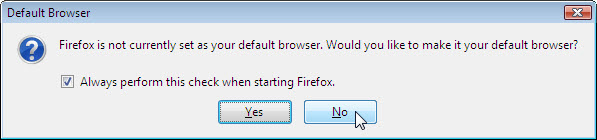 Default Browser
Firefox is not currently set as your default browser. Would you like to make it your default browser?
Always perform this check when starting Firefox.
Yes No